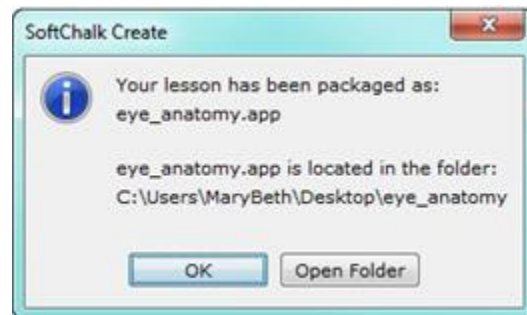 SoftChalk Create
Your lesson has been packaged as:
eye_anatomy.app
eye_anatomy.app is located in the folder:
C:\Users\MaryBeth\Desktop\eye_anatomy
OK
Open Folder